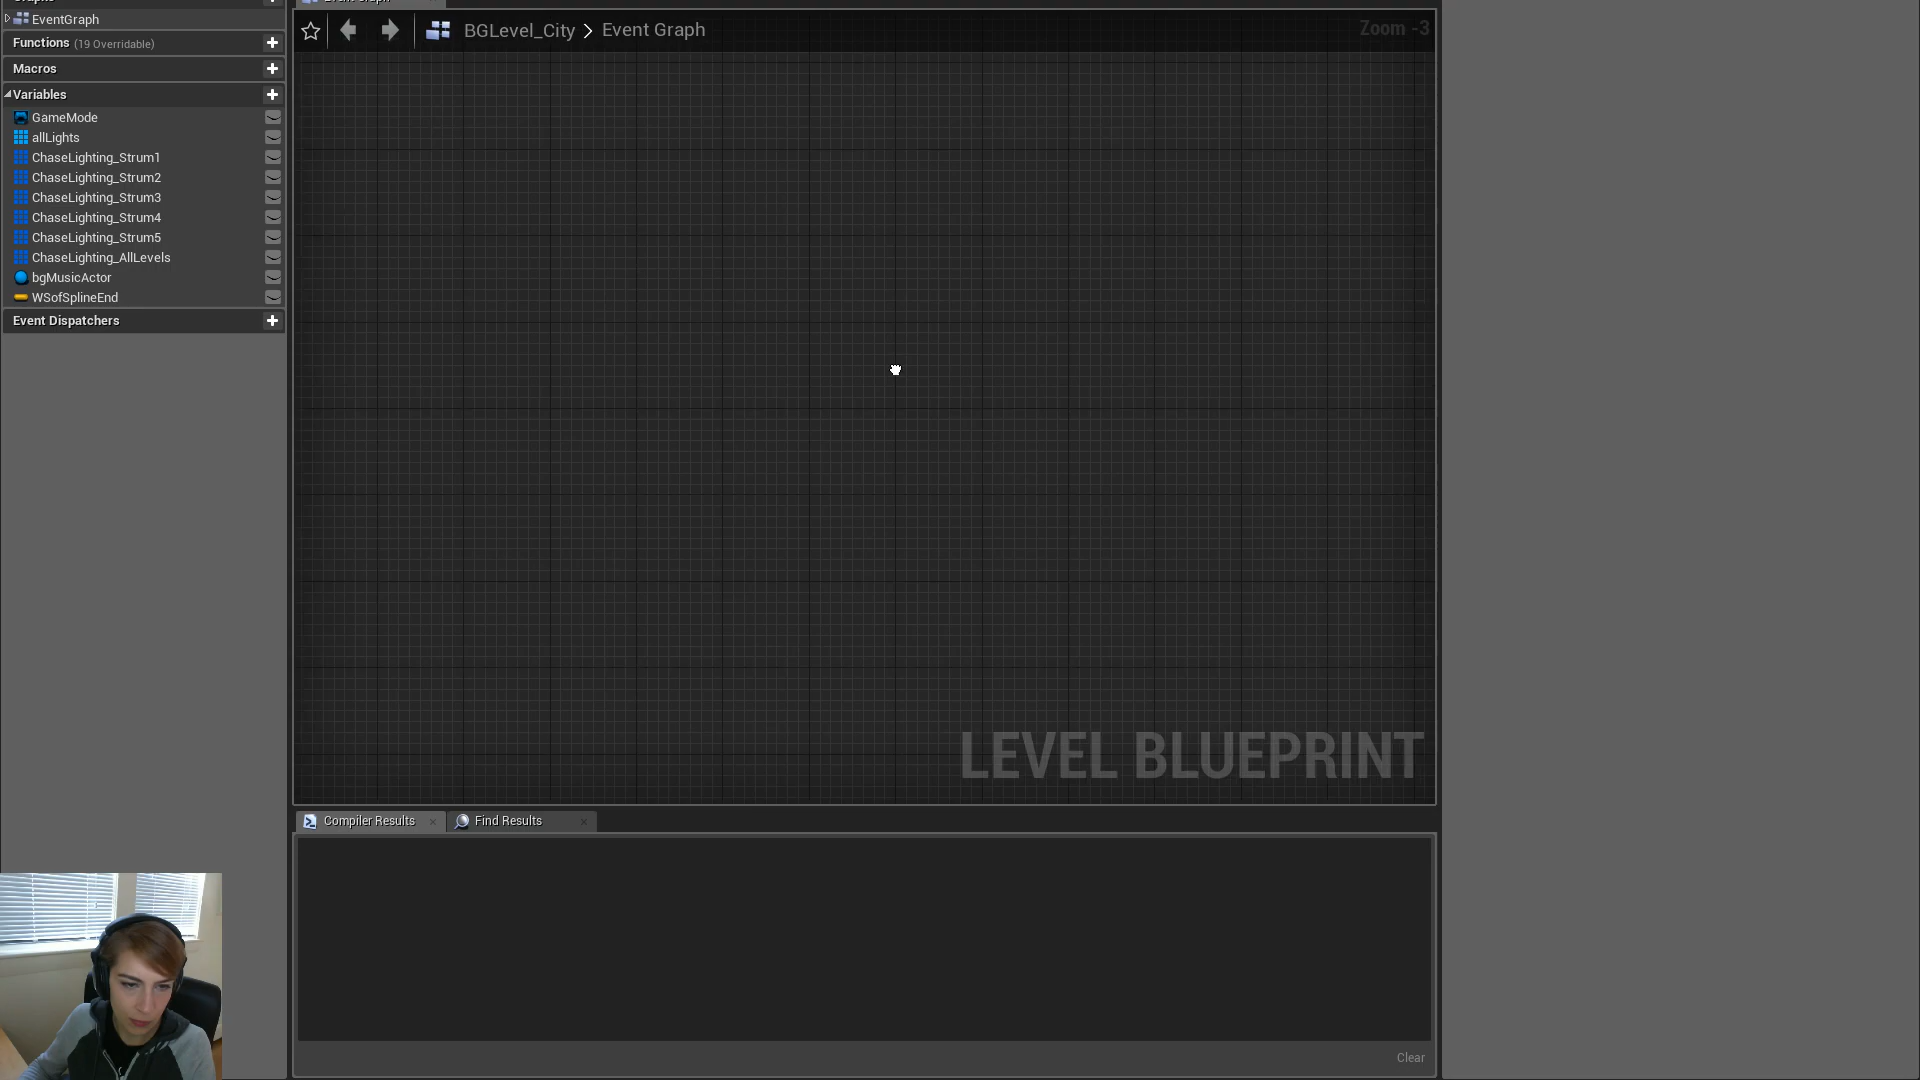 EventGraph
BGLevel_City > Event Graph
Zoom -3
Functions (19 Overridable)
Macros
Variables
GameMode
allLights
ChaseLighting_Strum1
ChaseLighting_Strum2
ChaseLighting_Strum3
ChaseLighting_Strum4
ChaseLighting_Strum5
ChaseLighting_AllLevels
bgMusicActor
WSofSplineEnd
Event Dispatchers
LEVEL BLUEPRINT
Compiler Results
Find Results
Clear